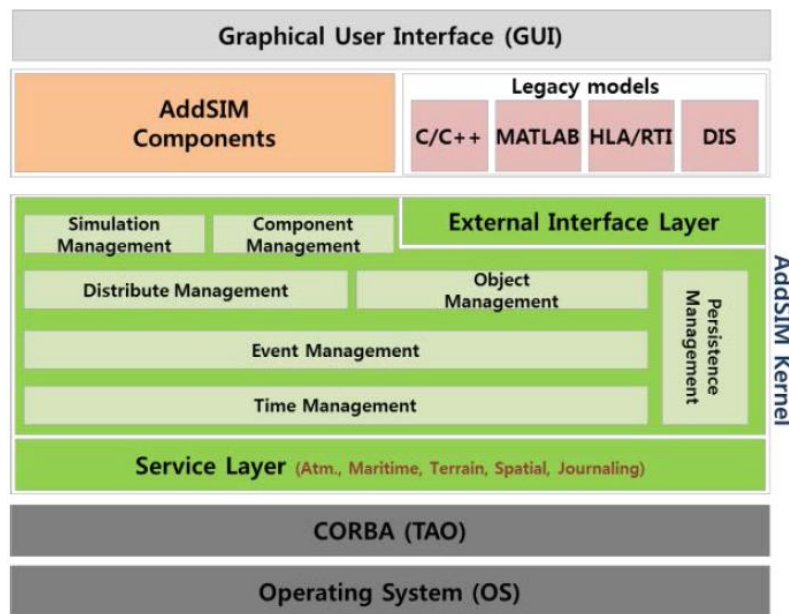 Graphical User Interface (GUI)
AddSIM
Components
Legacy models
C/C++
MATLAB
HLA/RTI
DIS
Simulation
Management
Component
Management
External Interface Layer
Distribute Management
Object
Management
Persistence
Management
Event Management
Time Management
AddSIM Kernel
Service Layer (Atm., Maritime, Terrain, Spatial, Journaling)
CORBA (TAO)
Operating System (OS)